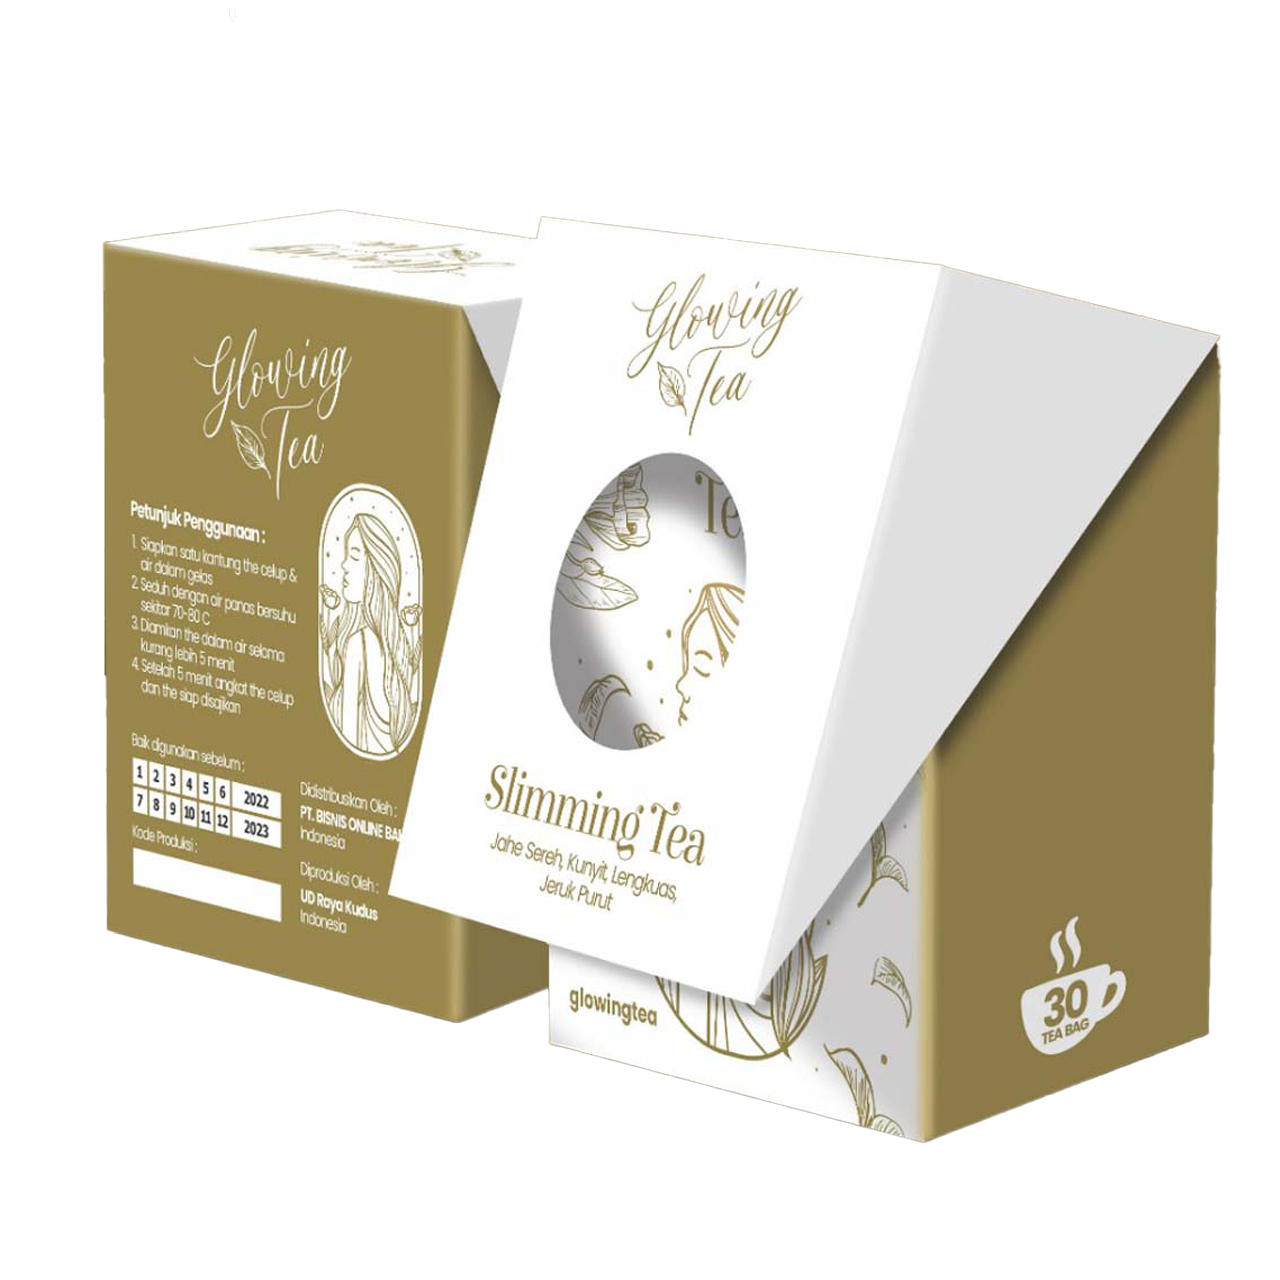 Glowing
Tea
Petunjuk Penggunaan :
1. Siapkan satu kantung the celup &
air dalam gelas
2. Seduh dengan air panas bersuhu
sekitar 70-80 C
3. Diamkan the dalam air selama
kurang lebih 5 menit
4. Setelah 5 menit angkat the celup
dan the siap disajikan
Baik digunakan sebelum :
1 2 3 4 5 6 2022
7 8 9 10 11 12 2023
Kode Produksi :
Didistribusikan Oleh :
PT. BISNIS ONLINE
Indonesia
Diproduksi Oleh :
UD Raya Kudus
Indonesia
Glowing
Tea
Slimming Tea
Jahe Sereh, Kunyit, Lengkuas,
Jeruk Purut
glowingtea
30
TEA BAG